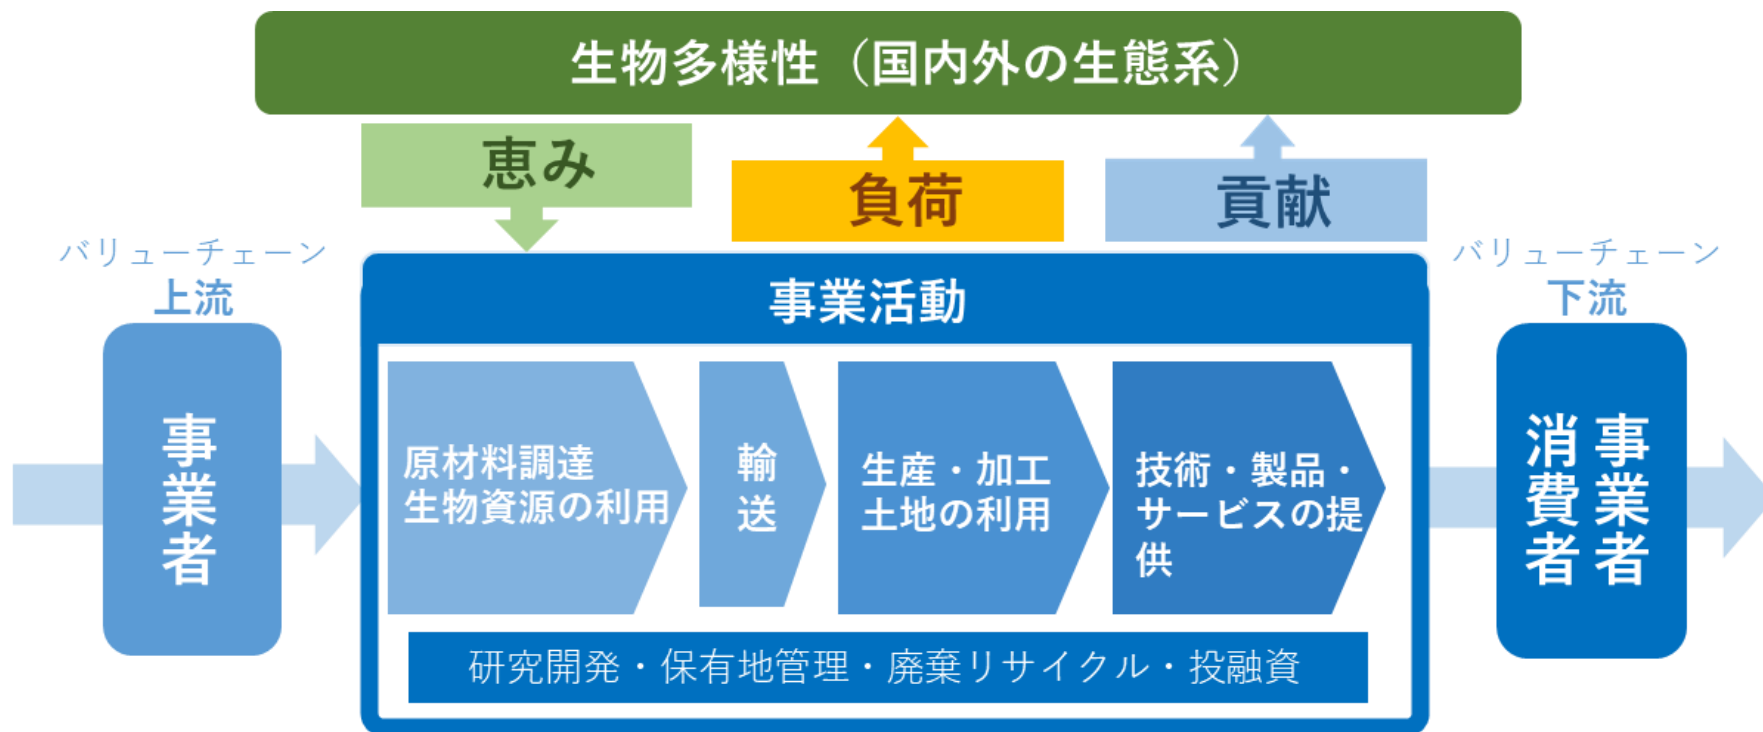 生物多様性（国内外の生態系）
恵み
負荷
貢献
バリューチェーン
上流
事業者
事業活動
原材料調達
生物資源の利用
輸送
生産・加工
土地の利用
技術・製品・
サービスの提
供
研究開発・保有地管理・廃棄リサイクル・投融資
バリューチェーン
下流
事業者
消費者